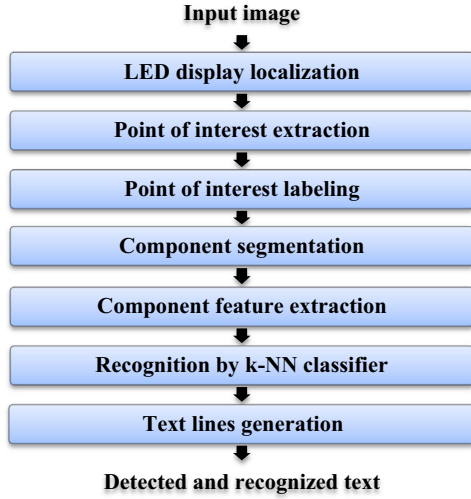 Input image
LED display localization
Point of interest extraction
Point of interest labeling
Component segmentation
Component feature extraction
Recognition by k-NN classifier
Text lines generation
Detected and recognized text